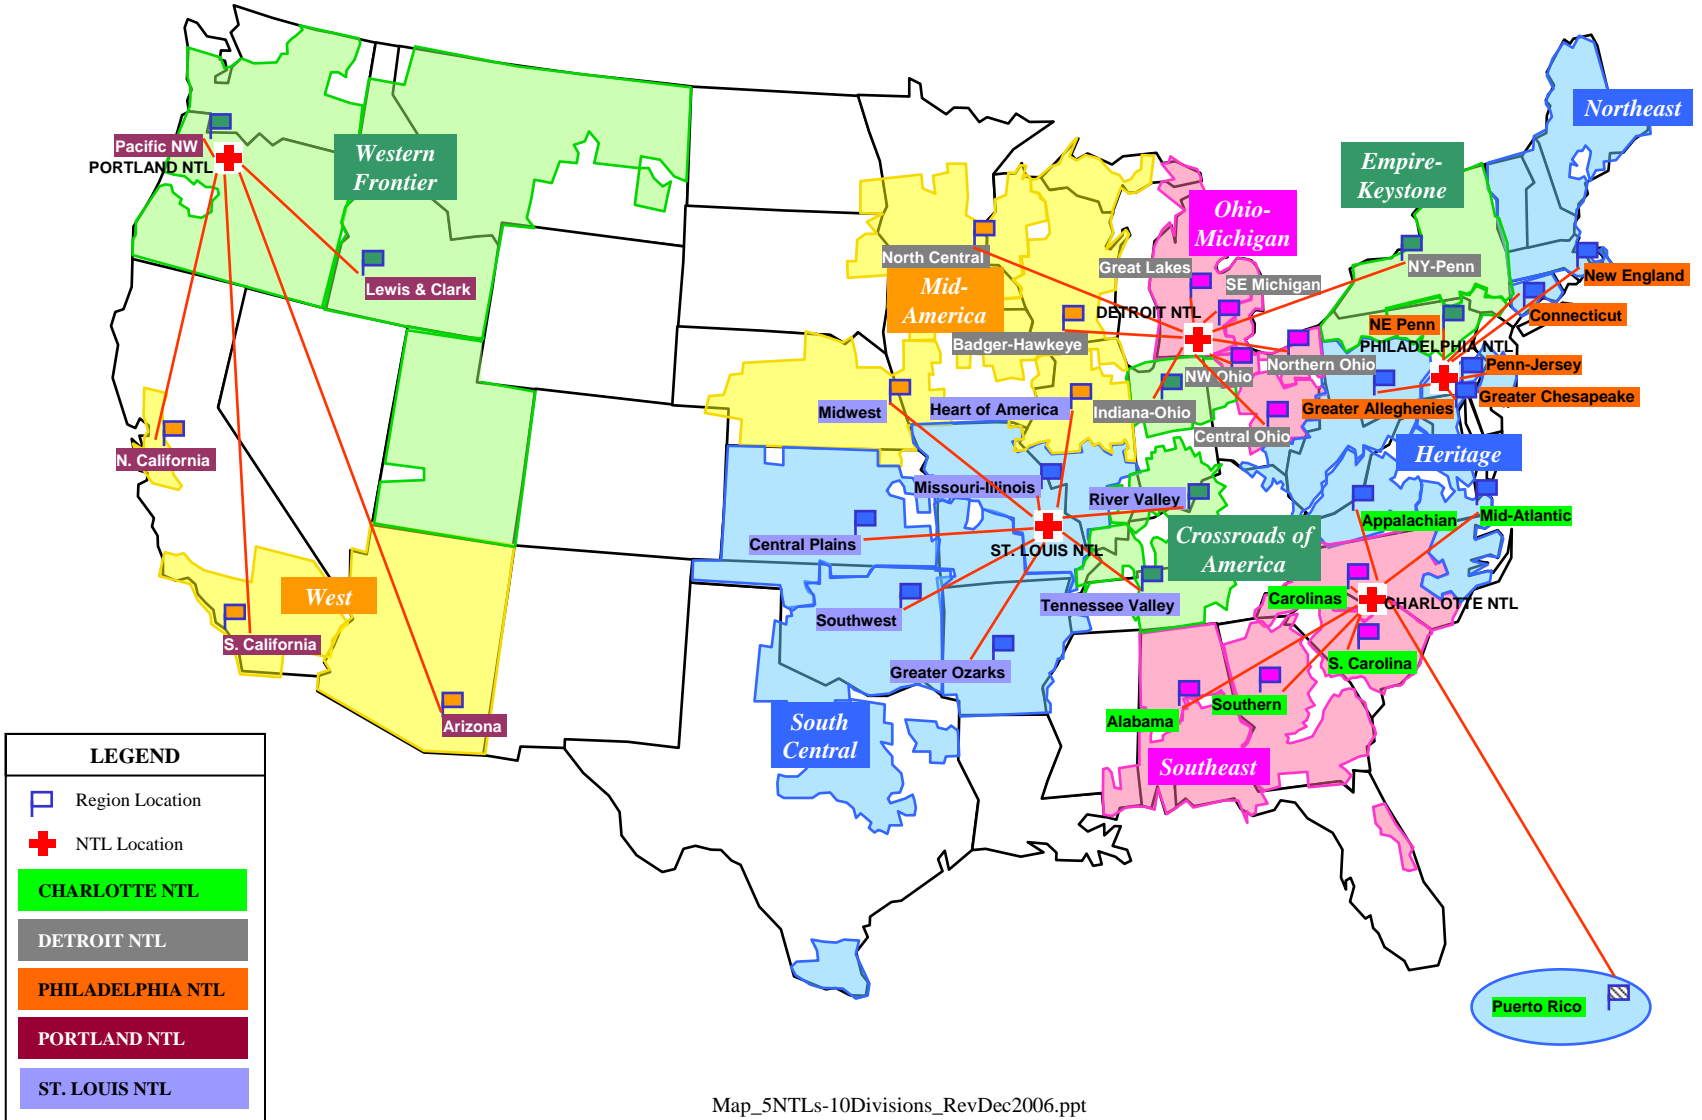 Northeast
Pacific NW
PORTLAND NTL
Western
Frontier
Empire-
Keystone
Ohio-
Michigan
North Central
Great Lakes
SE Michigan
NY-Penn
New England
Lewis & Clark
Mid-
America
DETROIT NTL
Connecticut
NE Penn
Badger-Hawkeye
PHILADELPHIA NTL
Northern Ohio
Penn-Jersey
NW Ohio
Greater Chesapeake
Midwest
Heart of America
Indiana-Ohio
Greater Alleghenies
Central Ohio
N. California
Heritage
Missouri-Illinois
River Valley
Appalachian
Mid-Atlantic
Central Plains
ST. LOUIS NTL
Crossroads of
America
West
Tennessee Valley
Carolinas
CHARLOTTE NTL
Southwest
S. California
S. Carolina
Greater Ozarks
Southern
Alabama
Arizona
South
Central
Southeast
LEGEND
Region Location
NTL Location
CHARLOTTE NTL
DETROIT NTL
PHILADELPHIA NTL
PORTLAND NTL
ST. LOUIS NTL
Puerto Rico
Map_5NTLs-10Divisions_RevDec2006.ppt